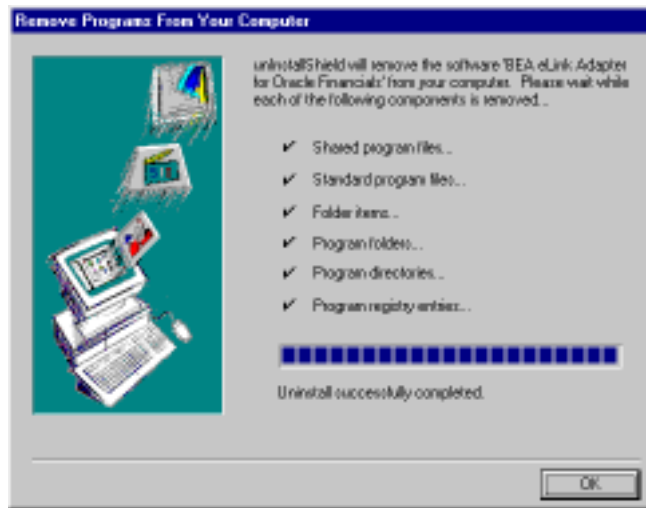 Remove Programs From Your Computer
unInstallShield will remove the software 'BEA eLink Adapter
for Oracle Financials' from your computer. Please wait while
each of the following components is removed...
✔ Shared program files...
✔ Standard program files...
✔ Folder items...
✔ Program folders...
✔ Program directories...
✔ Program registry entries...
Uninstall successfully completed.
OK